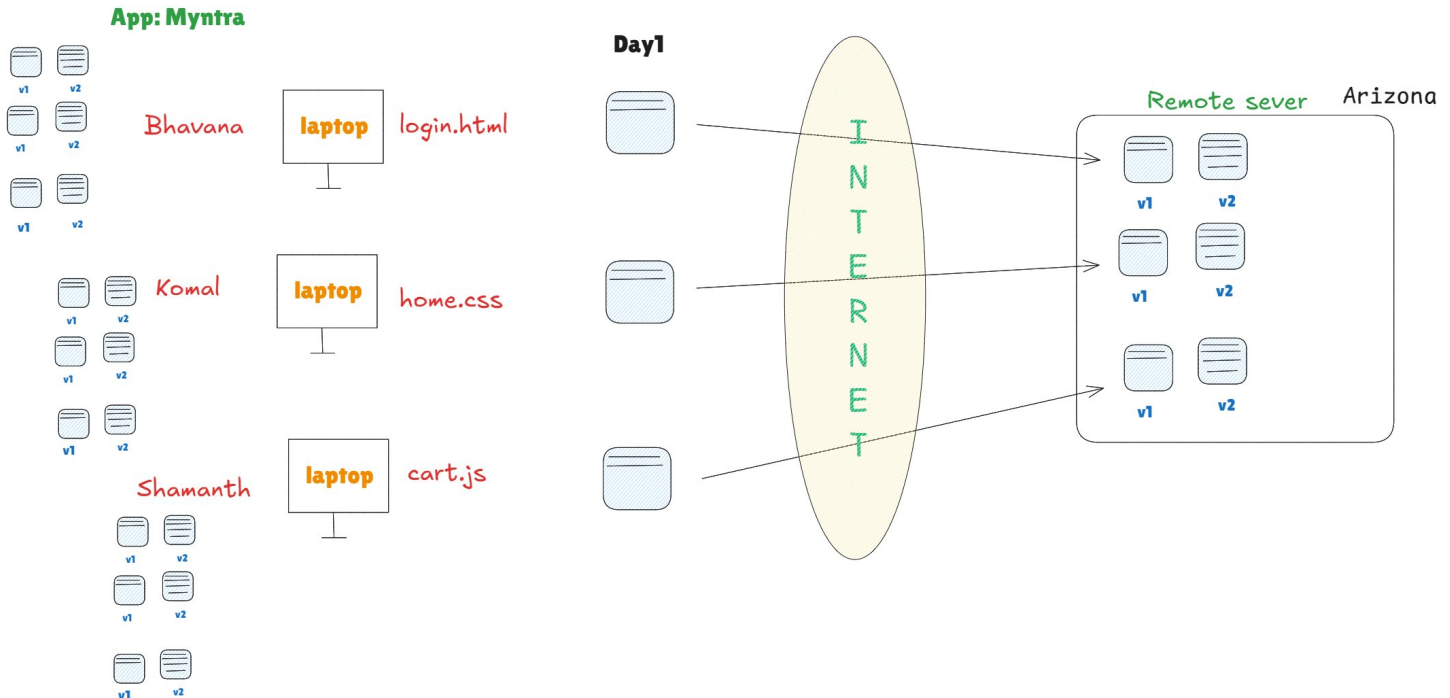 App: Myntra
Day1
v1 v2
v1 v2
v1 v2
Bhavana
laptop
login.html
Komal
laptop
home.css
v1 v2
v1 v2
v1 v2
Shamanth
laptop
cart.js
v1 v2
v1 v2
v1 v2
INTERNET
Remote sever
Arizona
v1 v2
v1 v2
v1 v2